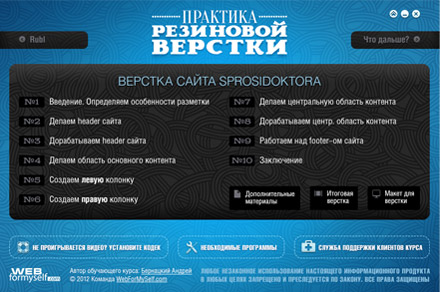 ПРАКТИКА
РЕЗИНОВОЙ
ВЕРСТКИ
Rubl
Что дальше?
ВЕРСТКА САЙТА SPROSIDOKTORA
№1 Введение. Определяем особенности разметки
№2 Делаем header сайта
№3 Дорабатываем header сайта
№4 Делаем область основного контента
№5 Создаем левую колонку
№6 Создаем правую колонку
№7 Делаем центральную область контента
№8 Дорабатываем центр. область контента
№9 Работаем над footer-ом сайта
№10 Заключение
Дополнительные
материалы
Итоговая
верстка
Макет для
верстки
НЕ ПРОИГРЫВАЕТСЯ ВИДЕО? УСТАНОВИТЕ КОДЕК
НЕОБХОДИМЫЕ ПРОГРАММЫ
СЛУЖБА ПОДДЕРЖКИ КЛИЕНТОВ КУРСА
WEB
formyself.com
Автор обучающего курса: Бернацкий Андрей
© 2012 Команда WebForMySelf.com
ЛЮБОЕ НЕЗАКОННОЕ ИСПОЛЬЗОВАНИЕ НАСТОЯЩЕГО ИНФОРМАЦИОННОГО ПРОДУКТА
В ЛЮБЫХ ЦЕЛЯХ ЗАПРЕЩЕНО И ПРЕСЛЕДУЕТСЯ ПО ЗАКОНУ. ВСЕ ПРАВА ЗАЩИЩЕНЫ